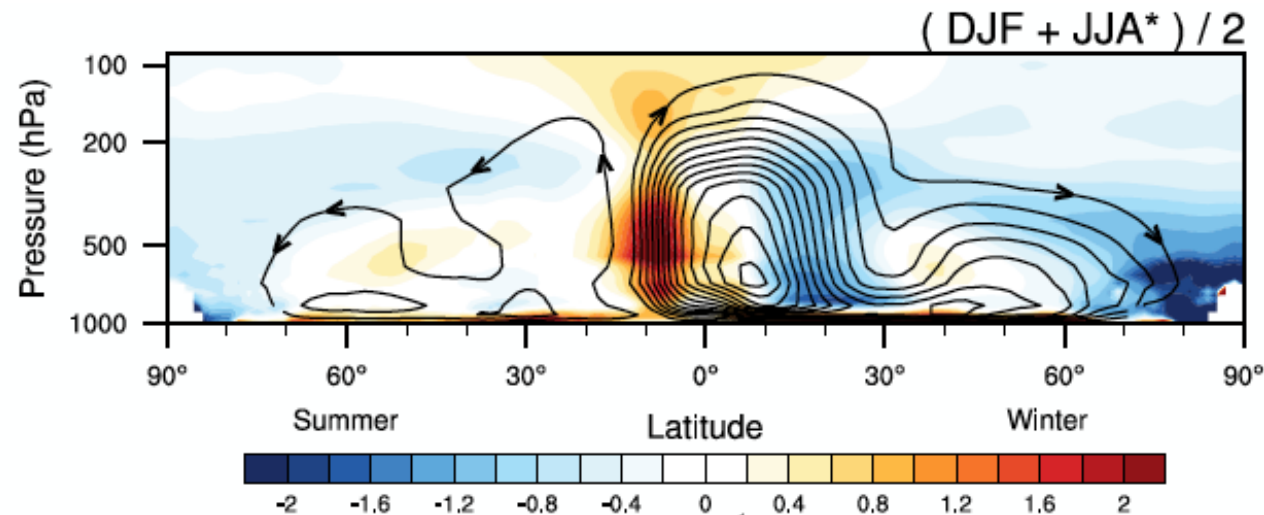 ( DJF + JJA* ) / 2
Pressure (hPa)
100
200
500
1000
90° 60° 30° 0° 30° 60° 90°
Summer Latitude Winter
-2 -1.6 -1.2 -0.8 -0.4 0 0.4 0.8 1.2 1.6 2